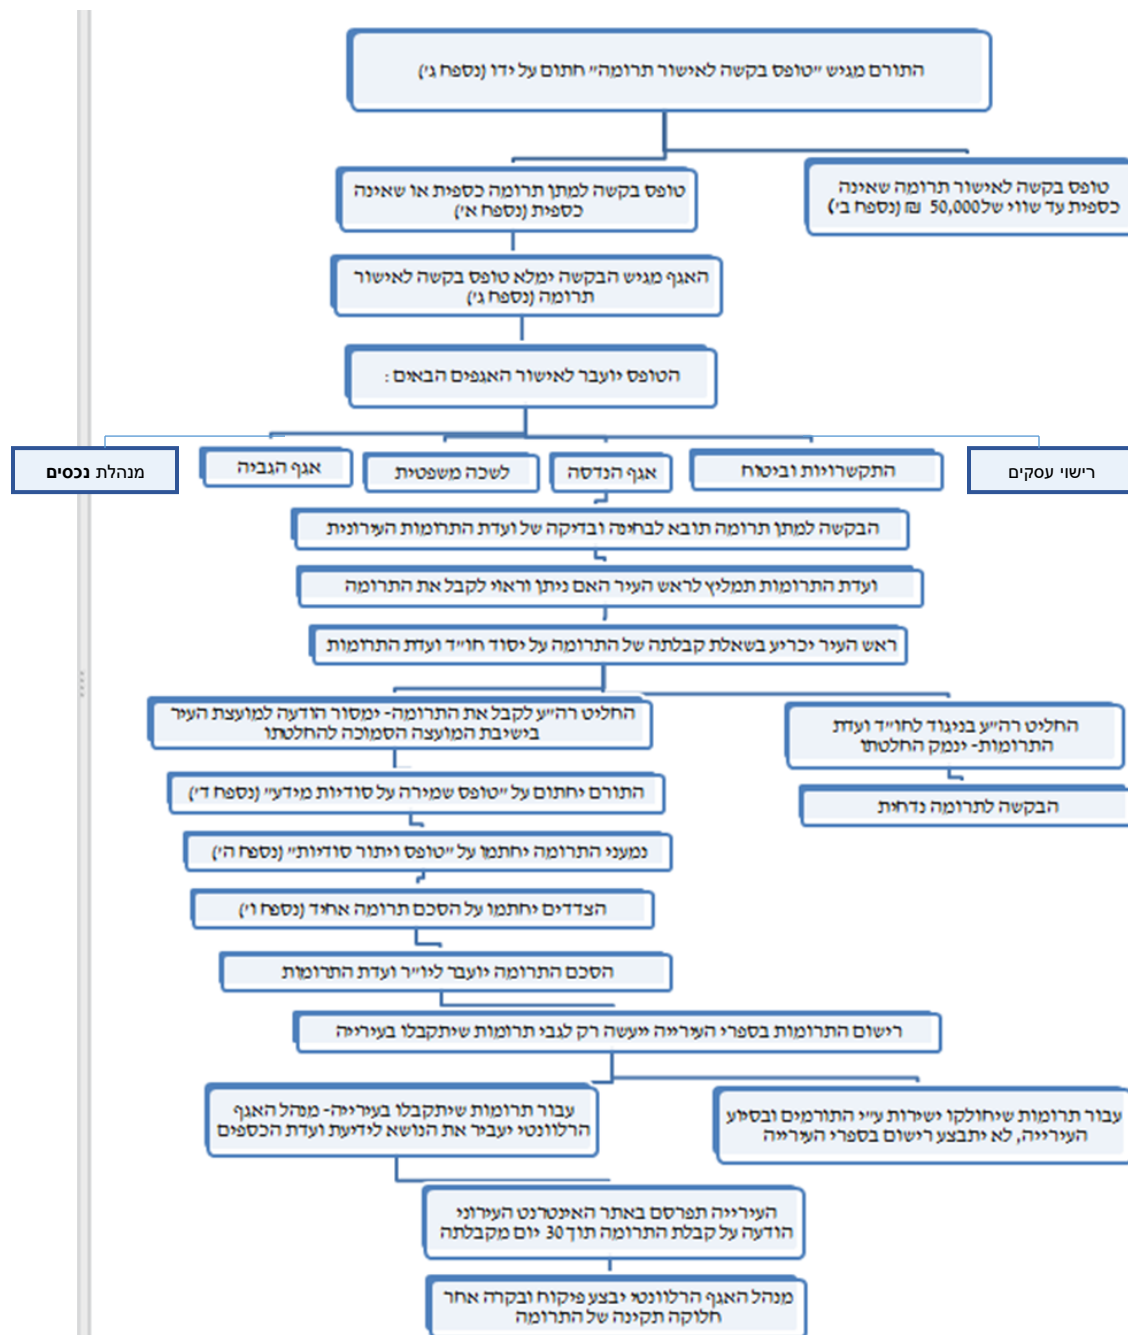 התורם מגיש "טופס בקשה לאישור תרומה" חתום על ידו (נספח ג')
טופס בקשה לאישור תרומה שאינה
כספית עד שווי של 50,000 ₪ (נספח ב')
טופס בקשה למתן תרומה כספית או שאינה
כספית (נספח א')
האגף מגיש הבקשה ימלא טופס בקשה לאישור
תרומה (נספח ג')
הטופס יועבר לאישור האגפים הבאים :
רישוי עסקים
התקשרויות וביטוח
אגף הנדסה
לשכה משפטית
אגף הגביה
מנהלת נכסים
הבקשה למתן תרומה תובא לבחינה ובדיקה של ועדת התרומות העירונית
ועדת התרומות תמליץ לראש העיר האם ניתן וראוי לקבל את התרומה
ראש העיר יכריע בשאלת קבלתה של התרומה על יסוד חו"ד ועדת התרומות
החליט רה"ע בניגוד לחו"ד ועדת
התרומות- ינמק החלטתו
הבקשה לתרומה נדחית
החליט רה"ע לקבל את התרומה- ימסור הודעה למועצת העיר
בישיבת המועצה הסמוכה להחלטתו
התורם יחתום על "טופס שמירה על סודיות מידע" (נספח ד')
נמעני התרומה יחתמו על "טופס ויתור סודיות" (נספח ה')
הצדדים יחתמו על הסכם תרומה אחיד (נספח ו')
הסכם התרומה יועבר ליו"ר ועדת התרומות
רישום התרומות בספרי העירייה ייעשה רק לגבי תרומות שיתקבלו בעירייה
עבור תרומות שיחולקו ישירות ע"י התורמים ובסיוע
העירייה, לא יתבצע רישום בספרי העירייה
עבור תרומות שיתקבלו בעירייה- מנהל האגף
הרלוונטי יעביר את הנושא לידיעת ועדת הכספים
העירייה תפרסם באתר האינטרנט העירוני
הודעה על קבלת התרומה תוך 30 יום מקבלתה
מנהל האגף הרלוונטי יבצע פיקוח ובקרה אחר
חלוקה תקינה של התרומה